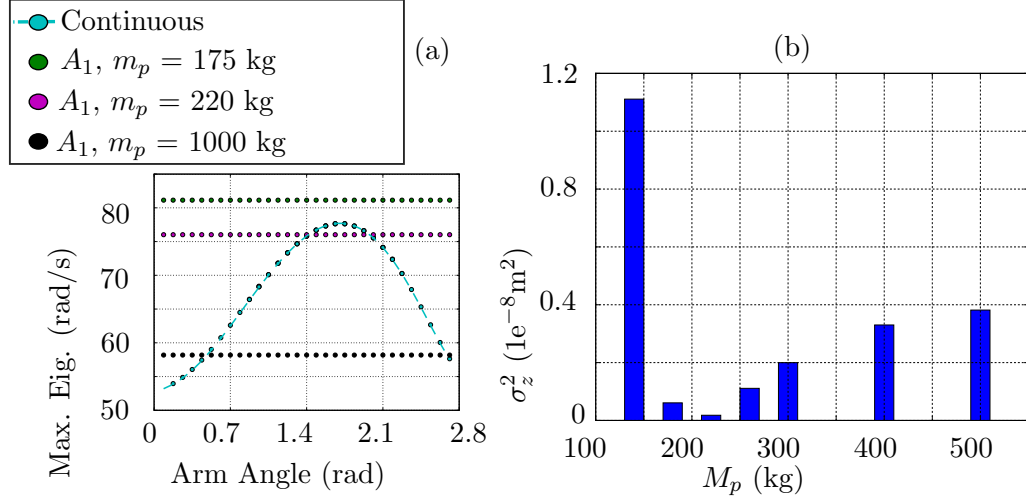 Continuous
A₁, mₚ = 175 kg
A₁, mₚ = 220 kg
A₁, mₚ = 1000 kg
(a)
Max. Eig. (rad/s)
80
70
60
50
0 0.7 1.4 2.1 2.8
Arm Angle (rad)
(b)
σ_z² (1e⁻⁸m²)
1.2
0.8
0.4
0
100 200 300 400 500
Mₚ (kg)